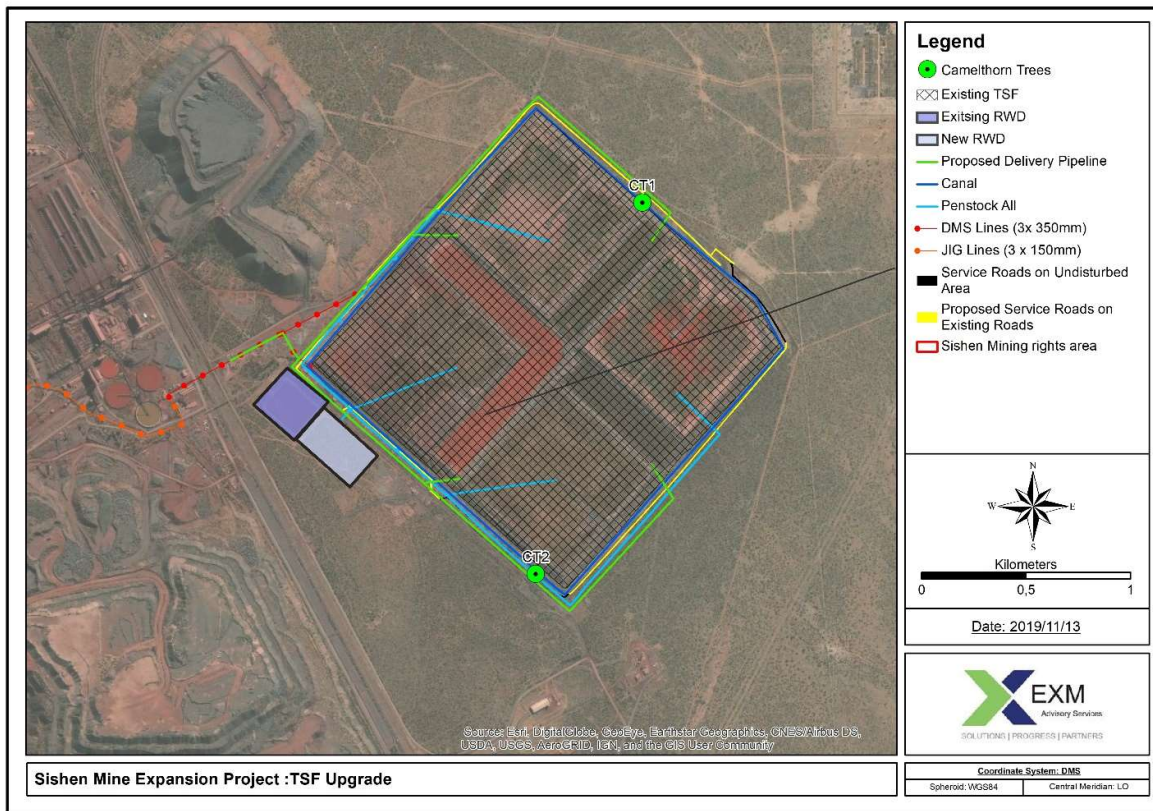 CT1
CT2
Source: Esri, DigitalGlobe, GeoEye, Earthstar Geographics, CNES/Airbus DS,
USDA, USGS, AeroGRID, IGN, and the GIS User Community
Legend
Camelthorn Trees
Existing TSF
Exitsing RWD
New RWD
Proposed Delivery Pipeline
Canal
Penstock All
DMS Lines (3x 350mm)
JIG Lines (3 x 150mm)
Service Roads on Undisturbed
Area
Proposed Service Roads on
Existing Roads
Sishen Mining rights area
N
W E
S
Kilometers
0 0,5 1
Date: 2019/11/13
EXM
Advisory Services
SOLUTIONS | PROGRESS | PARTNERS
Sishen Mine Expansion Project :TSF Upgrade
Coordinate System: DMS
Spheroid: WGS84 Central Meridian: LO